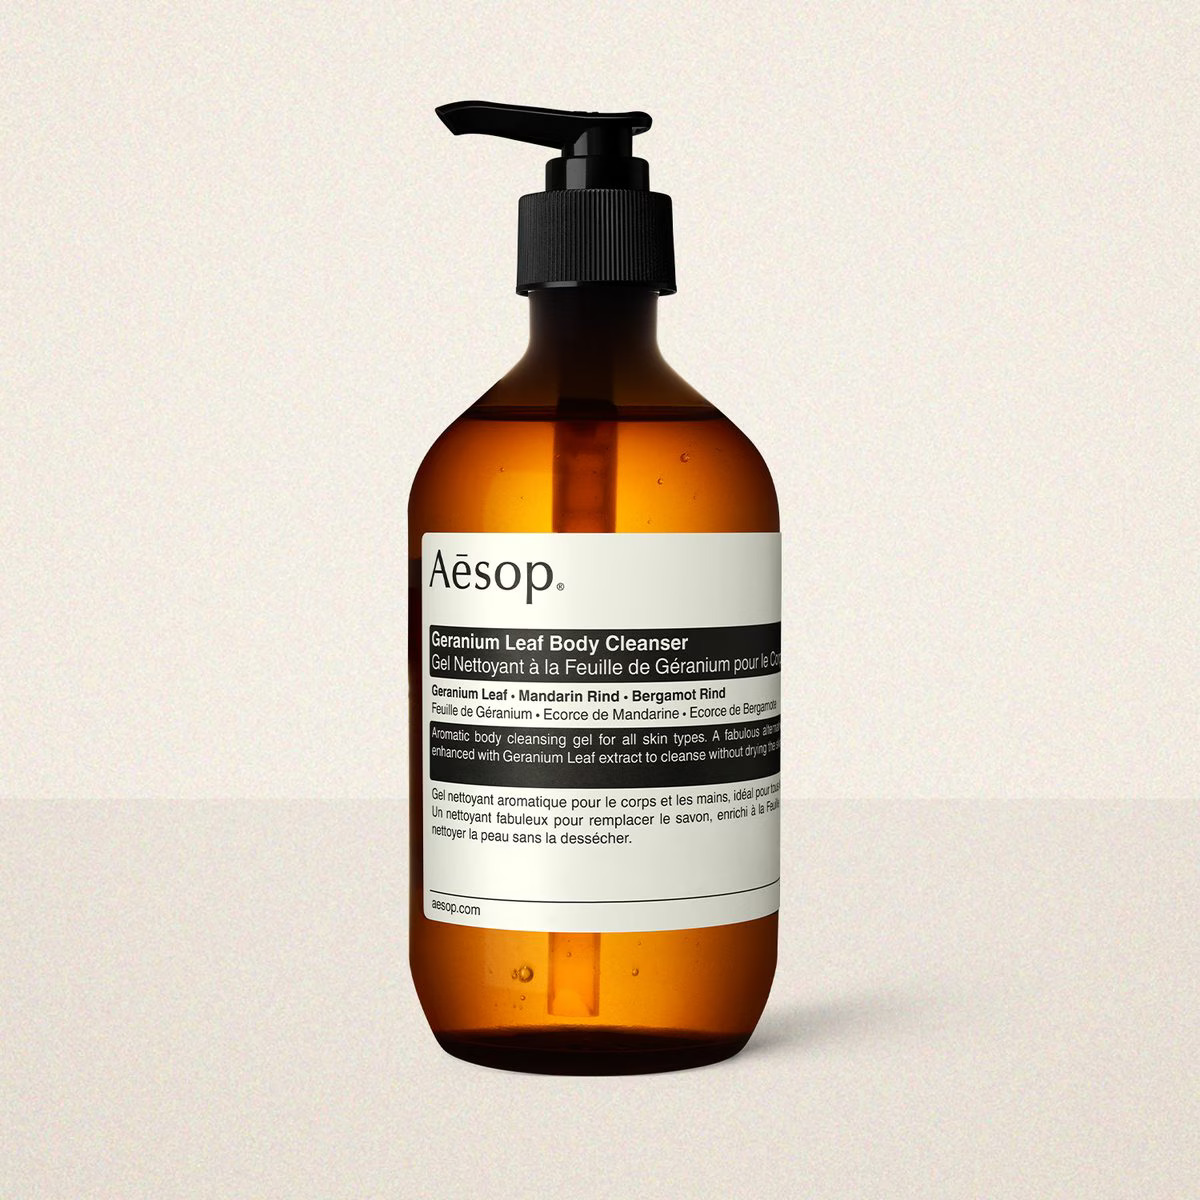 Aēsop®
Geranium Leaf Body Cleanser
Gel Nettoyant à la Feuille de Géranium pour le
Geranium Leaf • Mandarin Rind • Bergamot Rind
Feuille de Géranium • Ecorce de Mandarine • Ecorce de Bergamote
Aromatic body cleansing gel for all skin types. A fabulous
enhanced with Geranium Leaf extract to cleanse without drying the
Gel nettoyant aromatique pour le corps et les mains, idéal pour
Un nettoyant fabuleux pour remplacer le savon, enrichi à la
nettoyer la peau sans la dessécher.
aesop.com